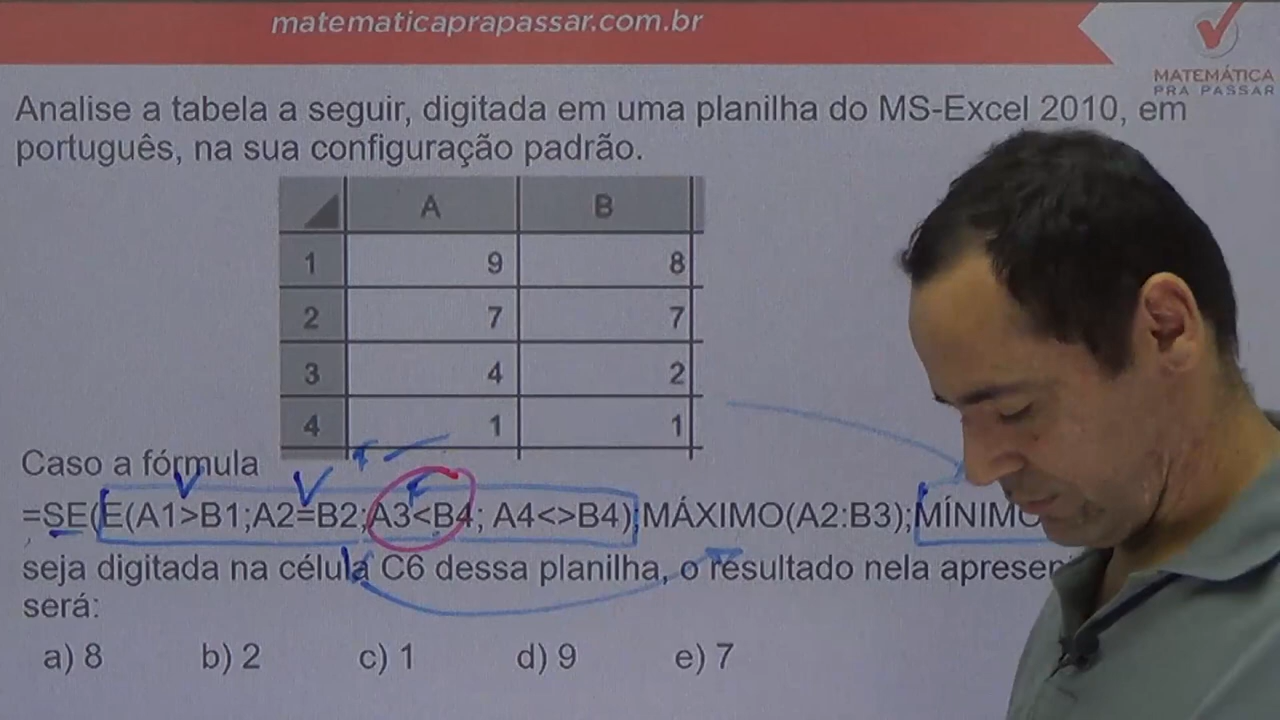 matematicaprapassar.com.br
MATEMÁTICA
PRA PASSAR
Analise a tabela a seguir, digitada em uma planilha do MS-Excel 2010, em
português, na sua configuração padrão.
A B
1 9 8
2 7 7
3 4 2
4 1 1
Caso a fórmula
F
V V F
=SE(E(A1>B1;A2=B2;A3<B4; A4<>B4);MÁXIMO(A2:B3);MÍNIMO
V
seja digitada na célula C6 dessa planilha, o resultado nela apresen
será:
a) 8 b) 2 c) 1 d) 9 e) 7